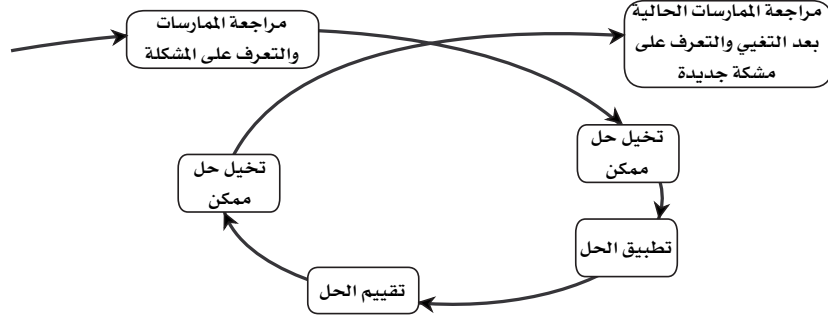 مراجعة الممارسات
والتعرف على المشكلة
مراجعة الممارسات الحالية
بعد التغيي والتعرف على
مشكة جديدة
تخيل حل
ممكن
تطبيق الحل
تقييم الحل
تخيل حل
ممكن